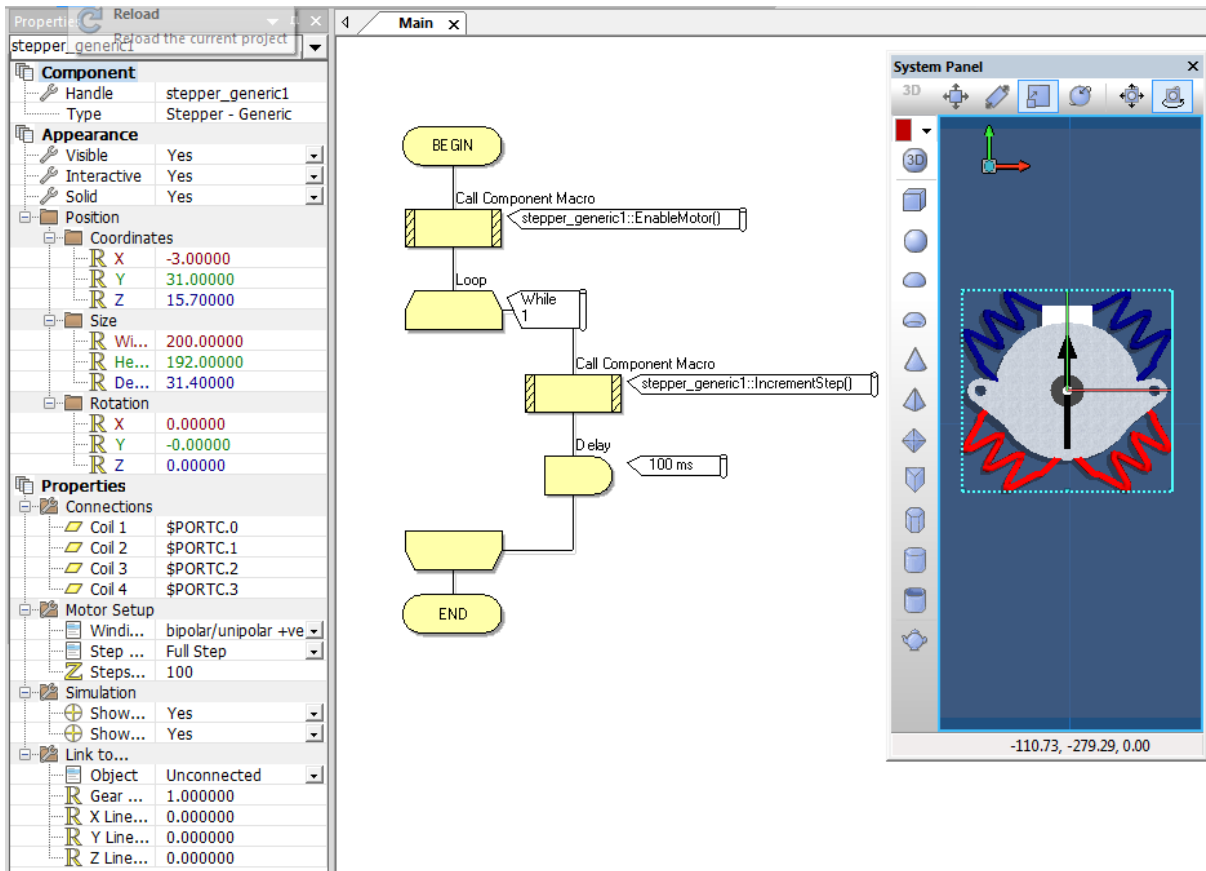 Properti
Reload
Reload the current project
stepper_generic1
Component
Handle stepper_generic1
Type Stepper - Generic
Appearance
Visible Yes
Interactive Yes
Solid Yes
Position
Coordinates
X -3.00000
Y 31.00000
Z 15.70000
Size
Wi... 200.00000
He... 192.00000
De... 31.40000
Rotation
X 0.00000
Y -0.00000
Z 0.00000
Properties
Connections
Coil 1 $PORTC.0
Coil 2 $PORTC.1
Coil 3 $PORTC.2
Coil 4 $PORTC.3
Motor Setup
Windi... bipolar/unipolar +ve
Step ... Full Step
Steps... 100
Simulation
Show... Yes
Show... Yes
Link to...
Object Unconnected
Gear ... 1.000000
X Line... 0.000000
Y Line... 0.000000
Z Line... 0.000000
Main
BEGIN
Call Component Macro
stepper_generic1::EnableMotor()
Loop
While
1
Call Component Macro
stepper_generic1::IncrementStep()
Delay
100 ms
END
System Panel
3D
3D
-110.73, -279.29, 0.00